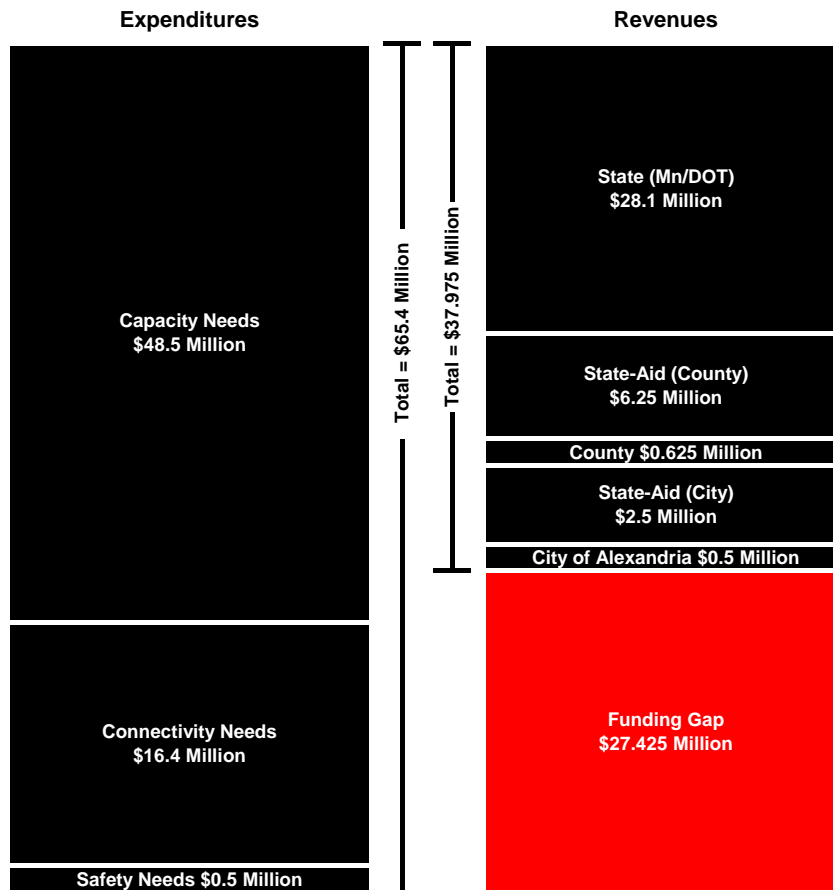 Expenditures
Capacity Needs
$48.5 Million
Connectivity Needs
$16.4 Million
Safety Needs $0.5 Million
Total = $65.4 Million
Total = $37.975 Million
Revenues
State (Mn/DOT)
$28.1 Million
State-Aid (County)
$6.25 Million
County $0.625 Million
State-Aid (City)
$2.5 Million
City of Alexandria $0.5 Million
Funding Gap
$27.425 Million